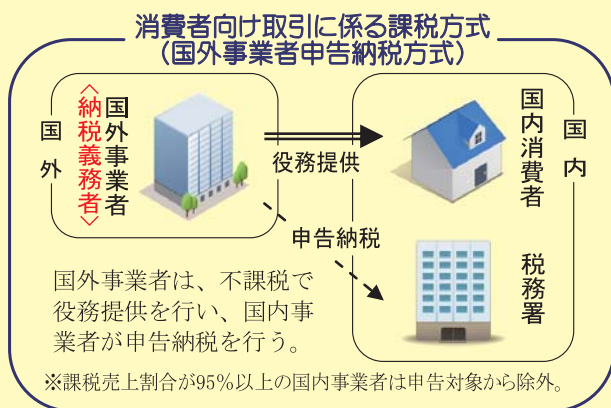 消費者向け取引に係る課税方式
(国外事業者申告納税方式)
国外
国外事業者
〈納税義務者〉
役務提供
国内消費者
国内
申告納税
税務署
国外事業者は、不課税で
役務提供を行い、国内事
業者が申告納税を行う。
※課税売上割合が95%以上の国内事業者は申告対象から除外。